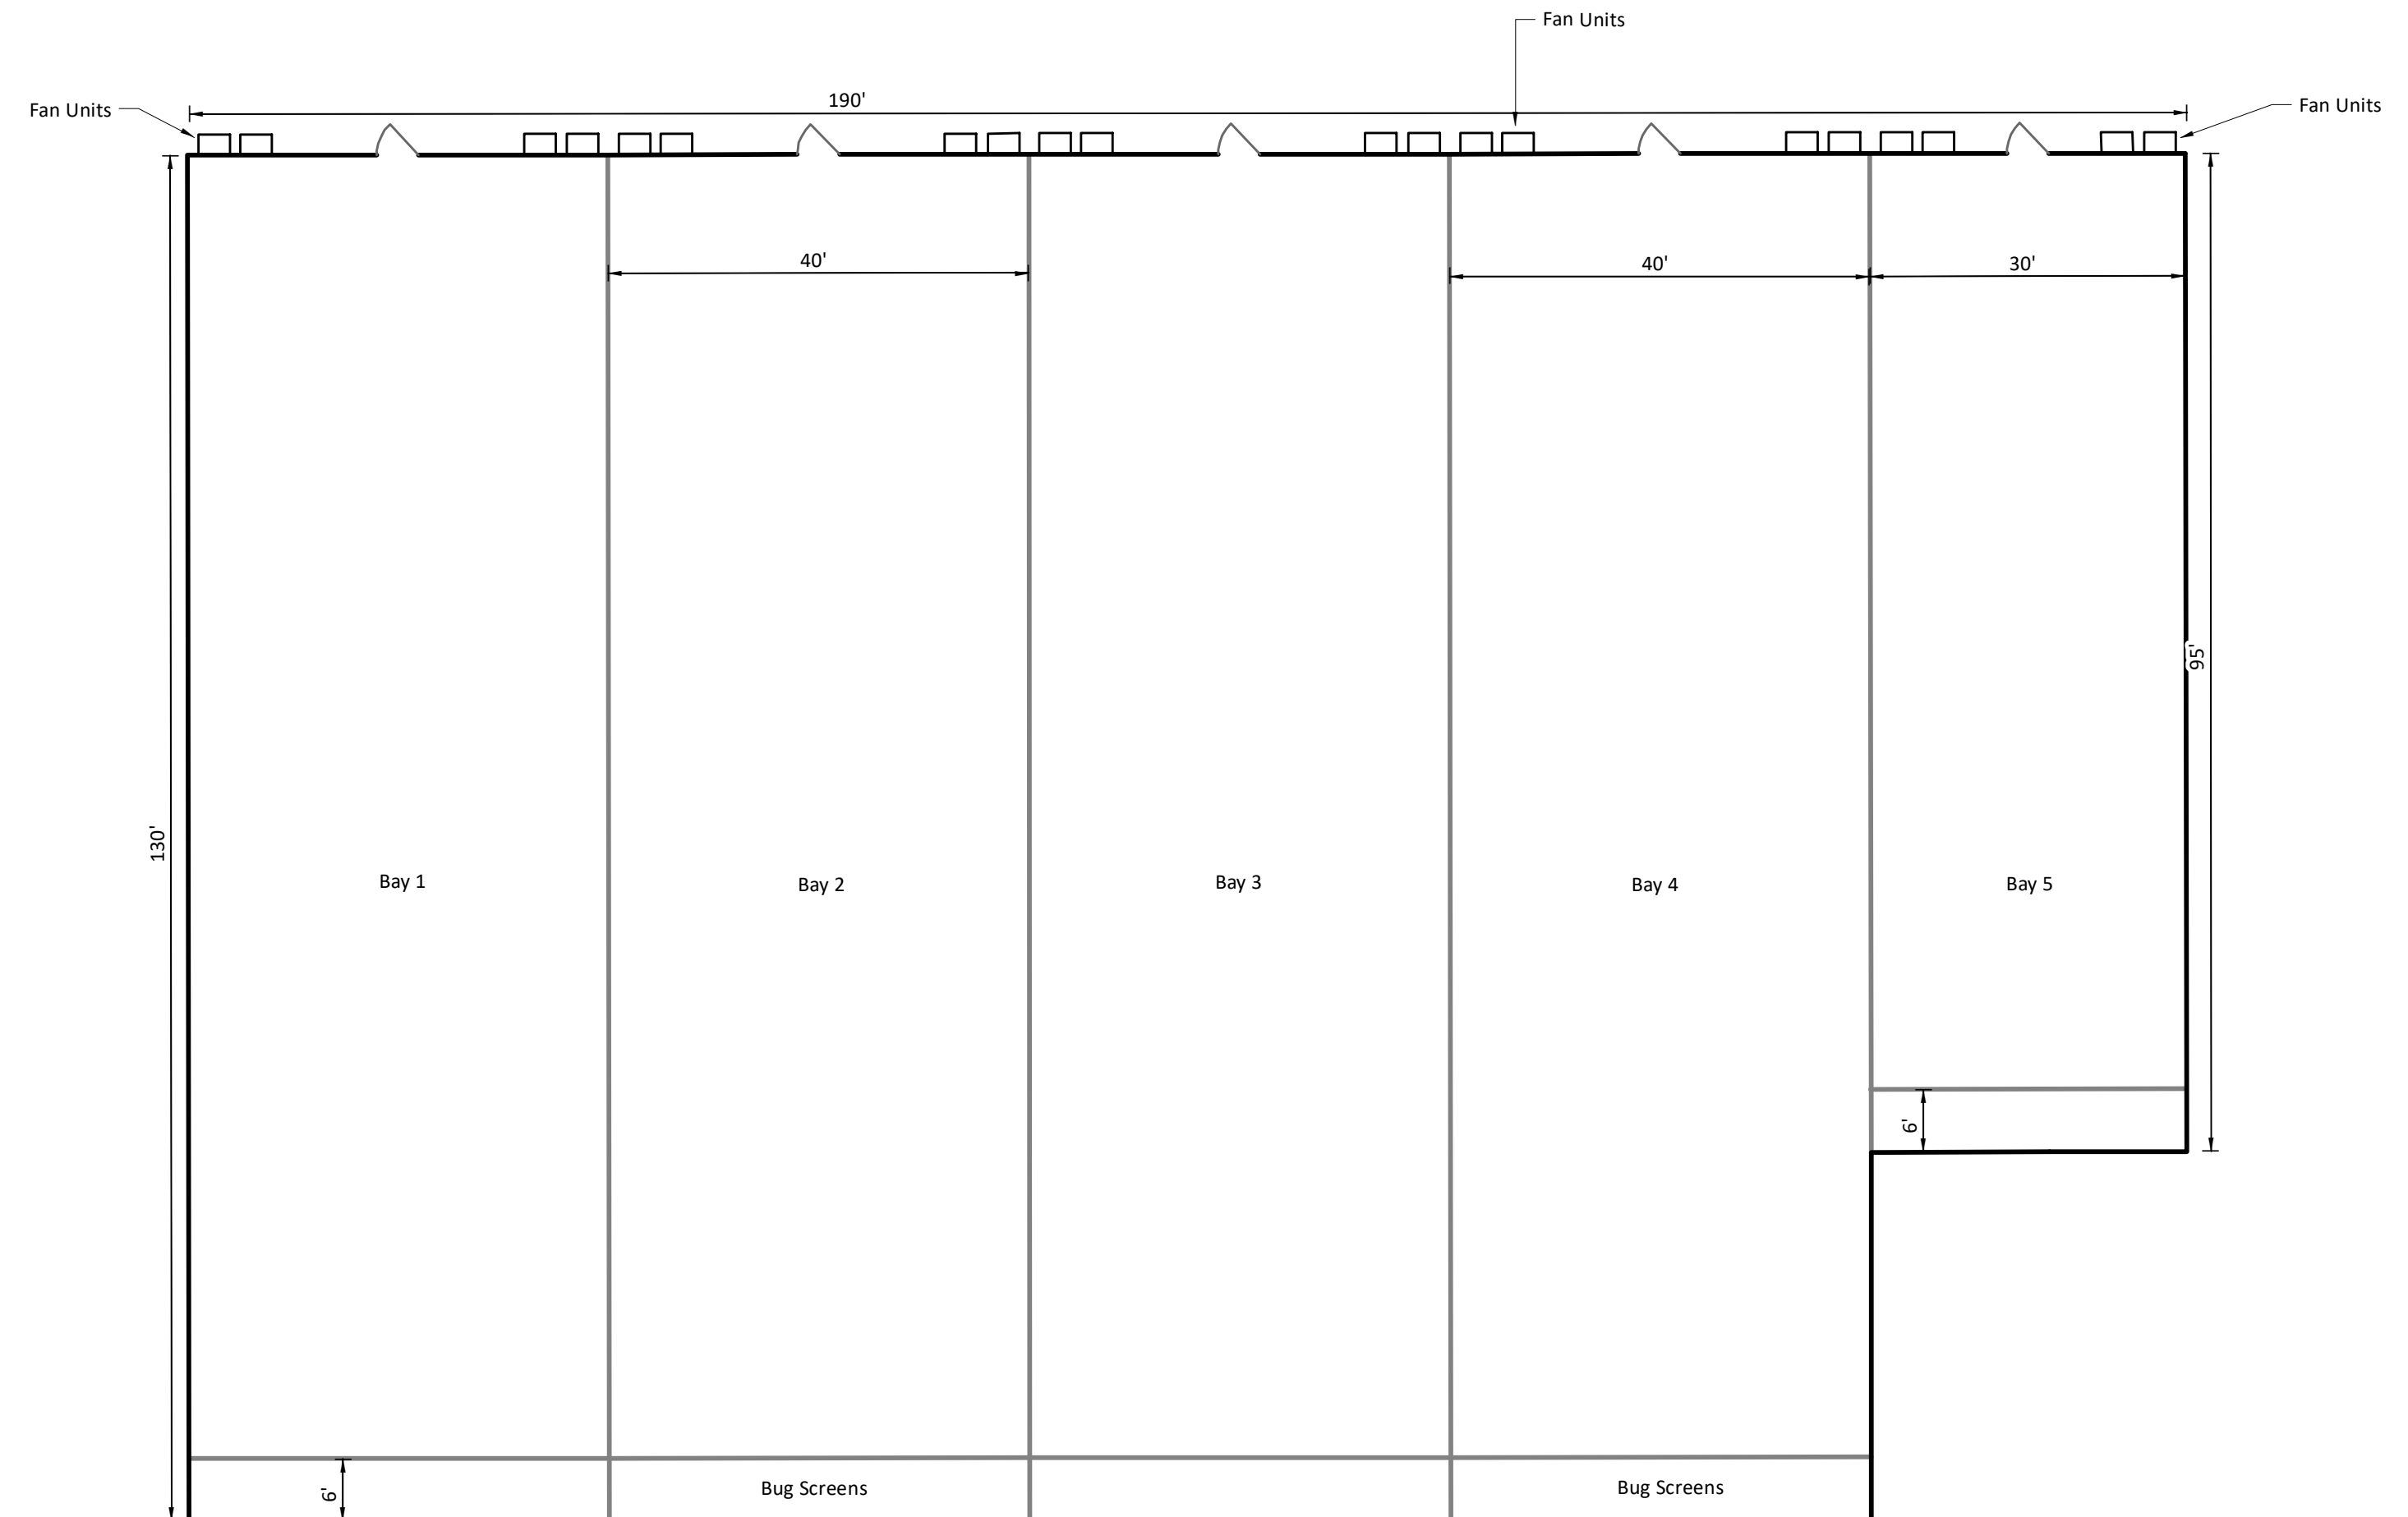 Fan Units
190'
Fan Units
Fan Units
40'
40'
30'
95'
130'
Bay 1
Bay 2
Bay 3
Bay 4
Bay 5
6'
6'
Bug Screens
Bug Screens